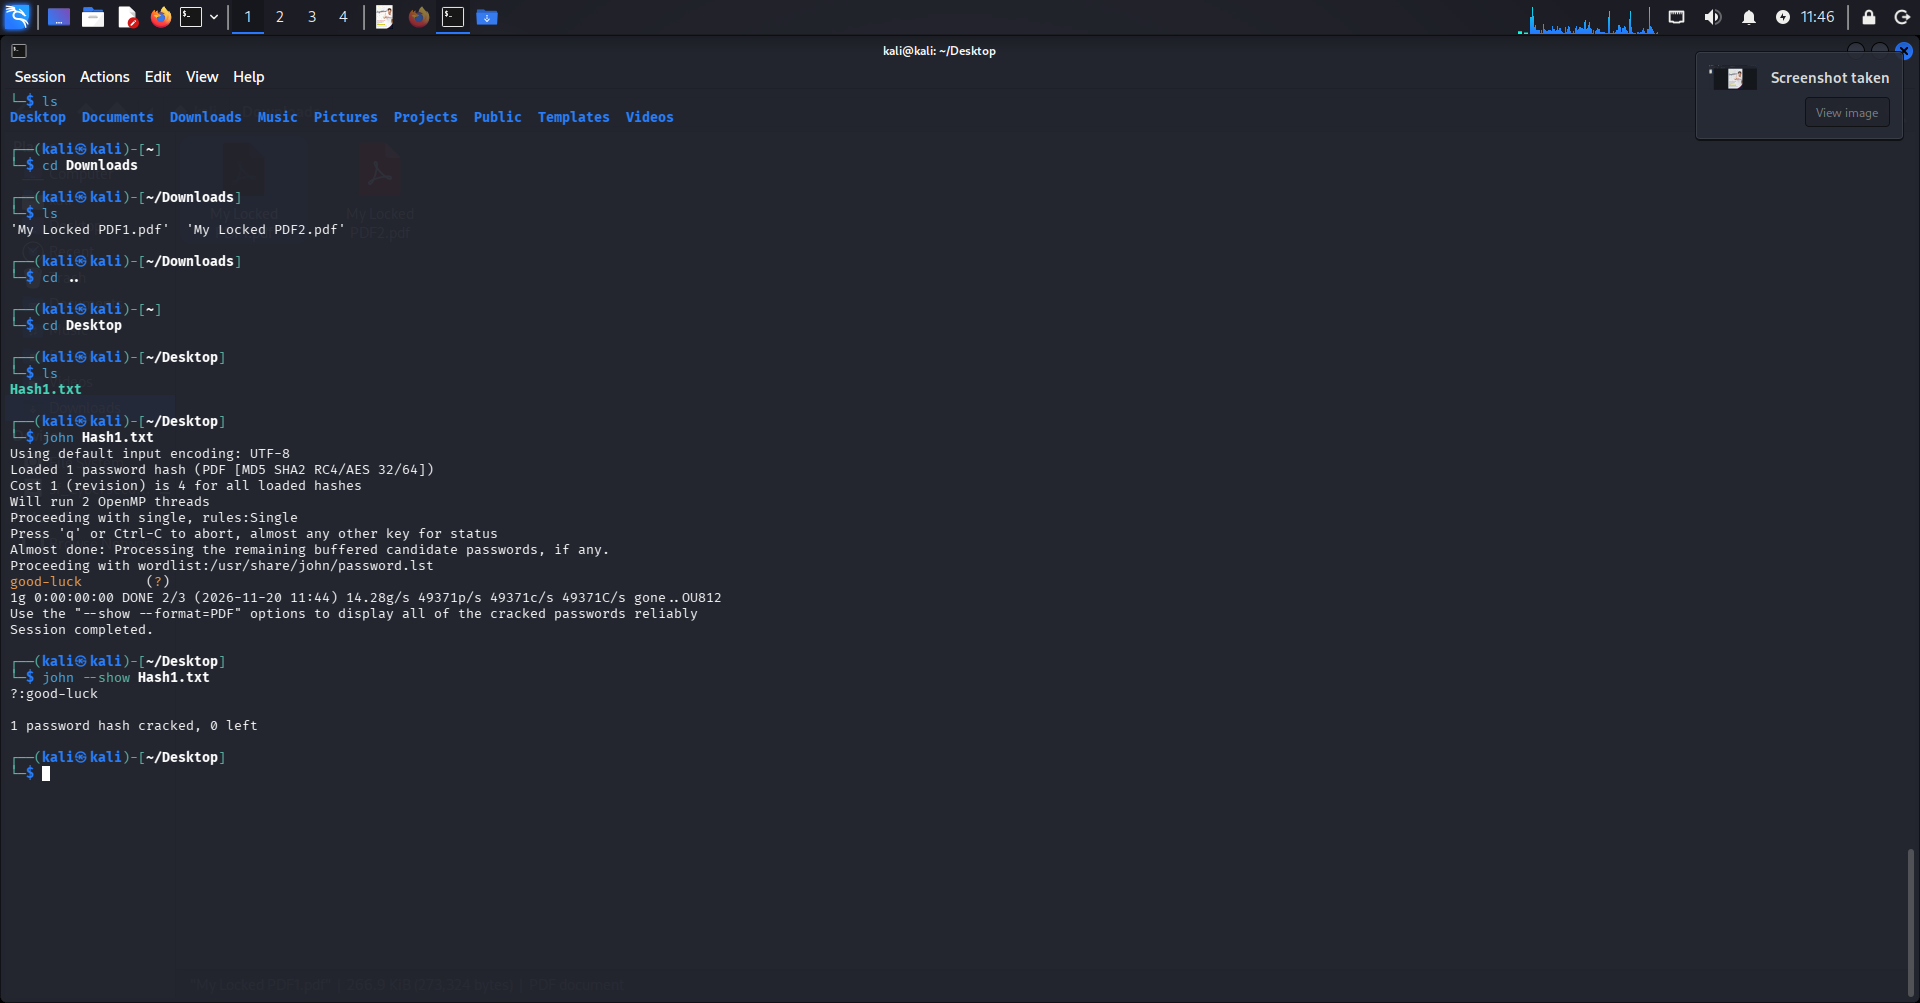 1 2 3 4 11:46
kali@kali: ~/Desktop
Session Actions Edit View Help
Screenshot taken
View image
└─$ ls
Desktop Documents Downloads Music Pictures Projects Public Templates Videos
┌──(kali㉿kali)-[~]
└─$ cd Downloads
┌──(kali㉿kali)-[~/Downloads]
└─$ ls
'My Locked PDF1.pdf' 'My Locked PDF2.pdf'
┌──(kali㉿kali)-[~/Downloads]
└─$ cd ..
┌──(kali㉿kali)-[~]
└─$ cd Desktop
┌──(kali㉿kali)-[~/Desktop]
└─$ ls
Hash1.txt
┌──(kali㉿kali)-[~/Desktop]
└─$ john Hash1.txt
Using default input encoding: UTF-8
Loaded 1 password hash (PDF [MD5 SHA2 RC4/AES 32/64])
Cost 1 (revision) is 4 for all loaded hashes
Will run 2 OpenMP threads
Proceeding with single, rules:Single
Press 'q' or Ctrl-C to abort, almost any other key for status
Almost done: Processing the remaining buffered candidate passwords, if any.
Proceeding with wordlist:/usr/share/john/password.lst
good-luck (?)
1g 0:00:00:00 DONE 2/3 (2026-11-20 11:44) 14.28g/s 49371p/s 49371c/s 49371C/s gone..OU812
Use the "--show --format=PDF" options to display all of the cracked passwords reliably
Session completed.
┌──(kali㉿kali)-[~/Desktop]
└─$ john --show Hash1.txt
?:good-luck
1 password hash cracked, 0 left
┌──(kali㉿kali)-[~/Desktop]
└─$